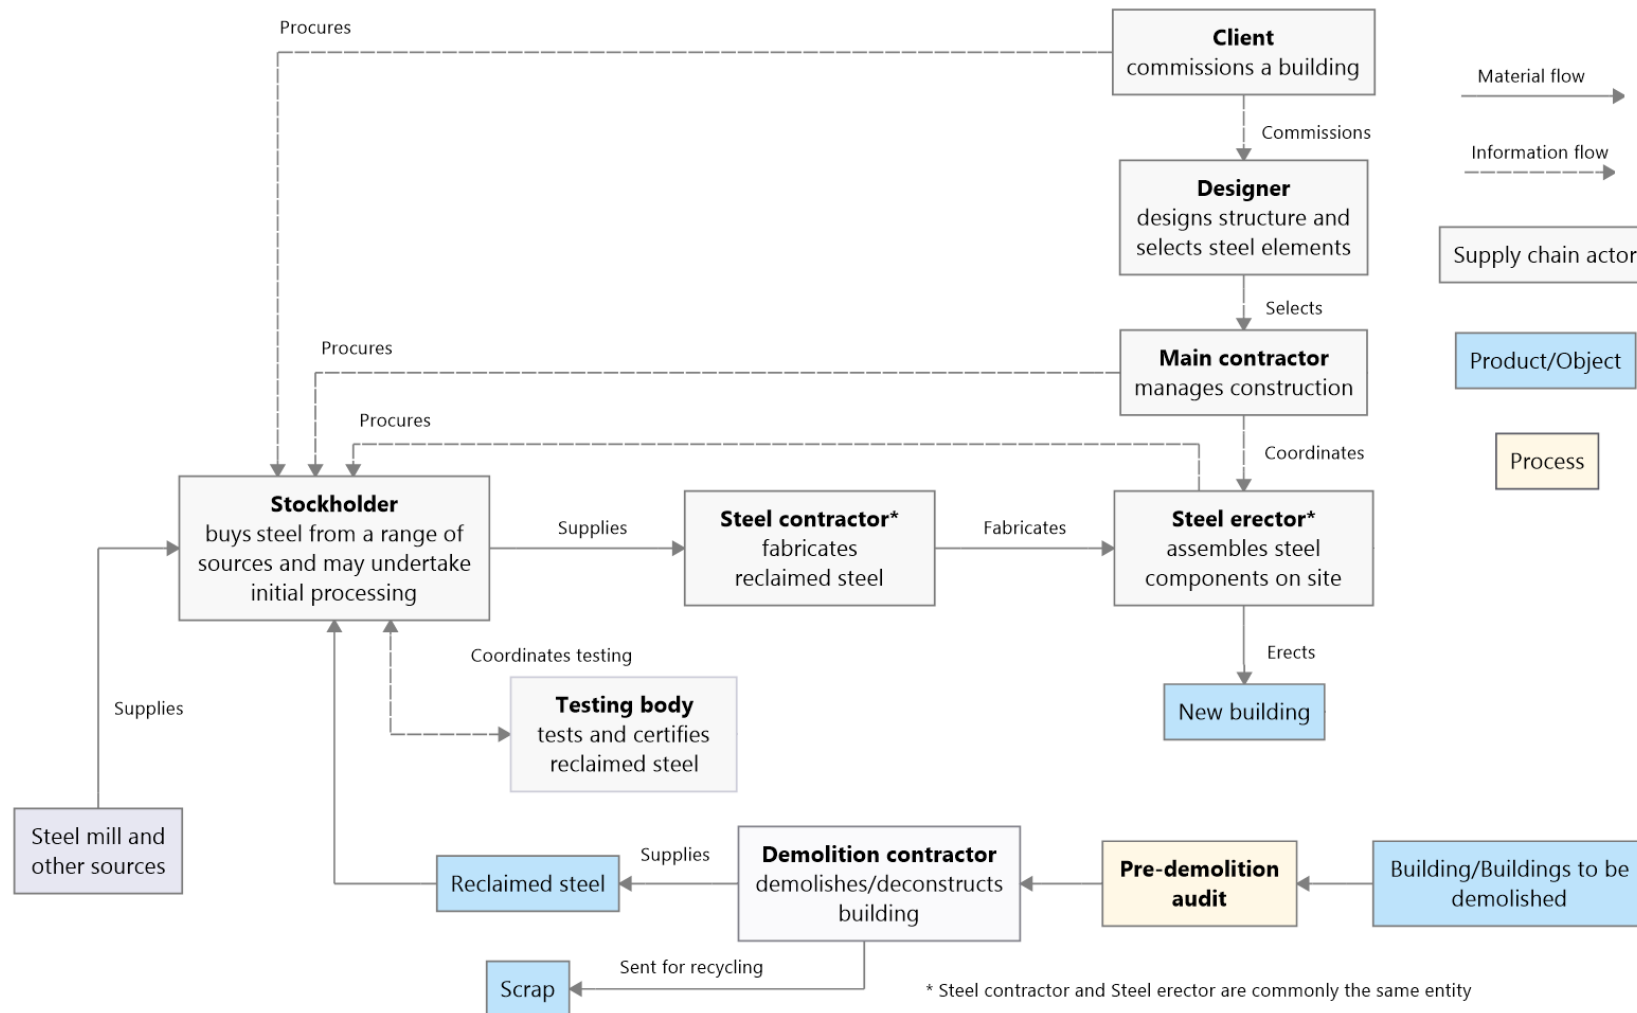 Procures
Client
commissions a building
Material flow
Commissions
Information flow
Designer
designs structure and
selects steel elements
Supply chain actor
Selects
Procures
Main contractor
manages construction
Product/Object
Procures
Coordinates
Process
Stockholder
buys steel from a range of
sources and may undertake
initial processing
Supplies
Steel contractor*
fabricates
reclaimed steel
Fabricates
Steel erector*
assembles steel
components on site
Coordinates testing
Erects
Supplies
Testing body
tests and certifies
reclaimed steel
New building
Steel mill and
other sources
Reclaimed steel
Supplies
Demolition contractor
demolishes/deconstructs
building
Pre-demolition
audit
Building/Buildings to be
demolished
Scrap
Sent for recycling
* Steel contractor and Steel erector are commonly the same entity